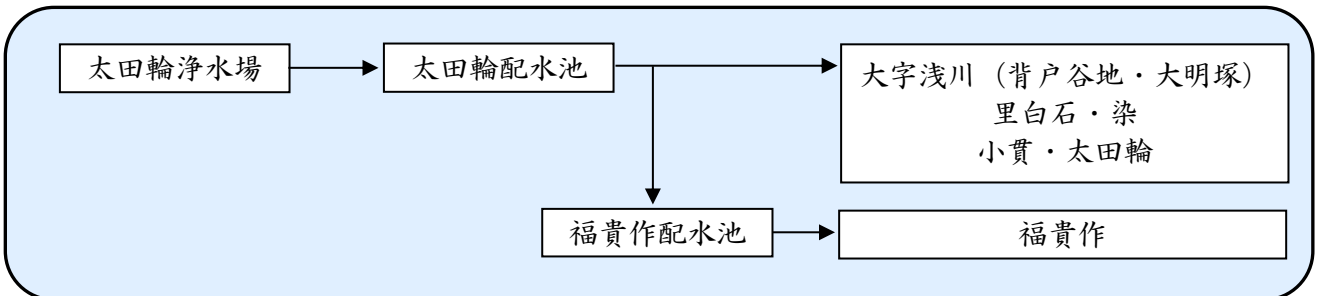 太田輪浄水場
太田輪配水池
大字浅川（背戸谷地・大明塚）
里白石・染
小貫・太田輪
福貴作配水池
福貴作